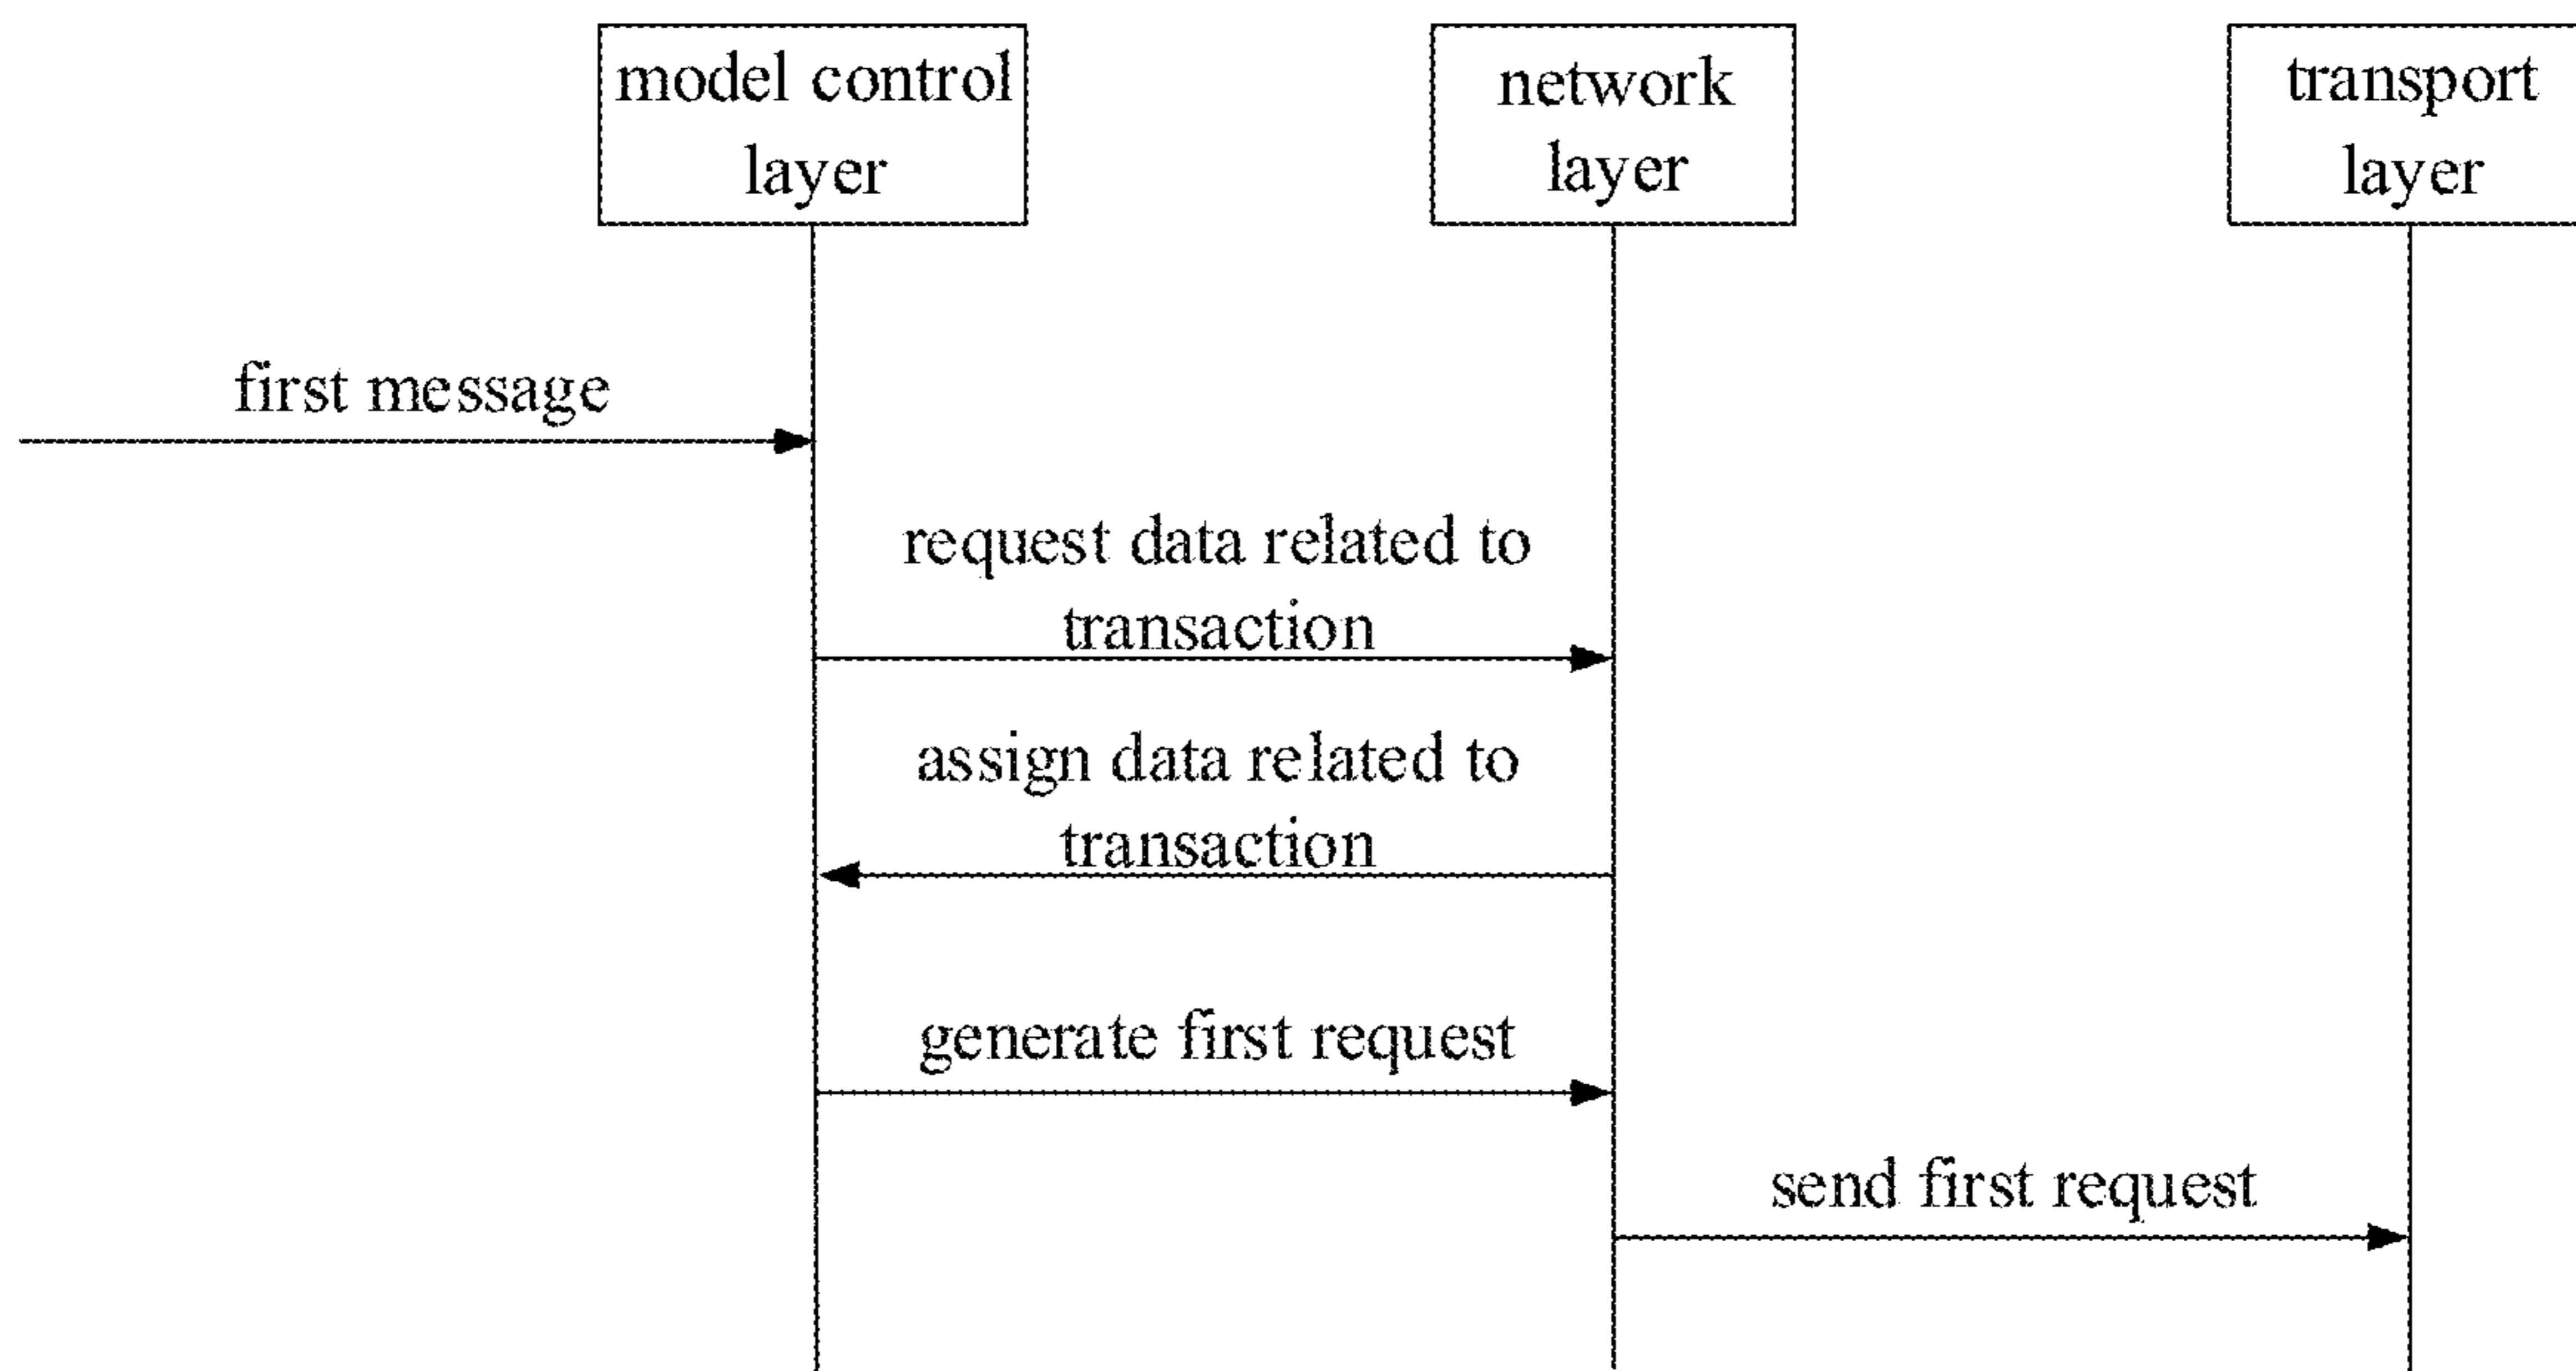 model control
layer
network
layer
transport
layer
first message
request data related to
transaction
assign data related to
transaction
generate first request
send first request